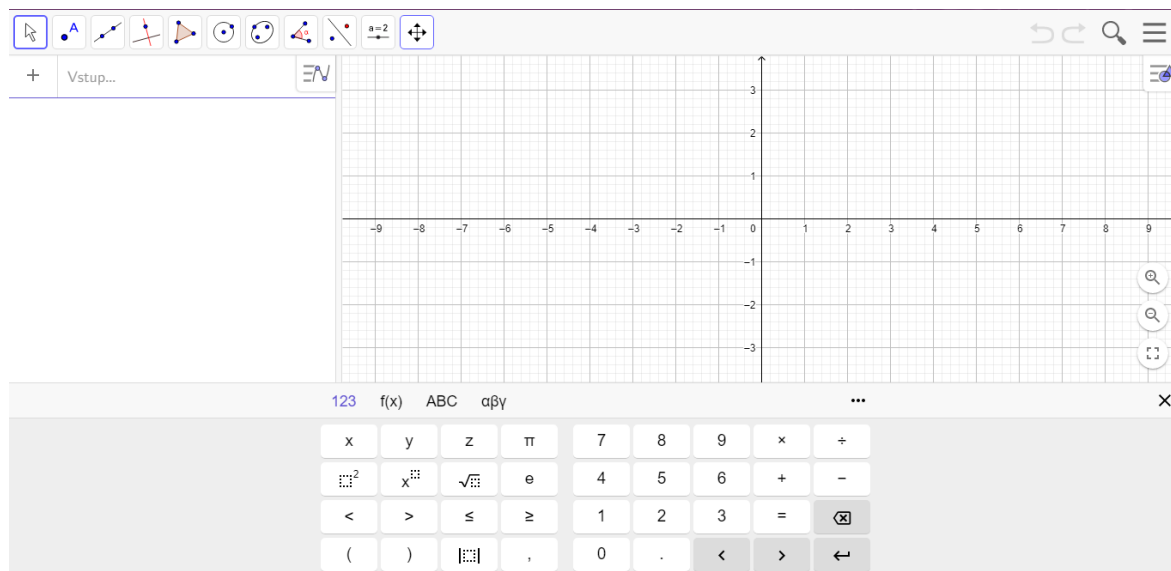 A
a=2
+ Vstup...
3
2
1
−9 −8 −7 −6 −5 −4 −3 −2 −1 0 1 2 3 4 5 6 7 8 9
−1
−2
−3
123 f(x) ABC αβγ ...
x y z π 7 8 9 × ÷
□² x□ √□ e 4 5 6 + −
< > ≤ ≥ 1 2 3 =
( ) |□| , 0 . < >